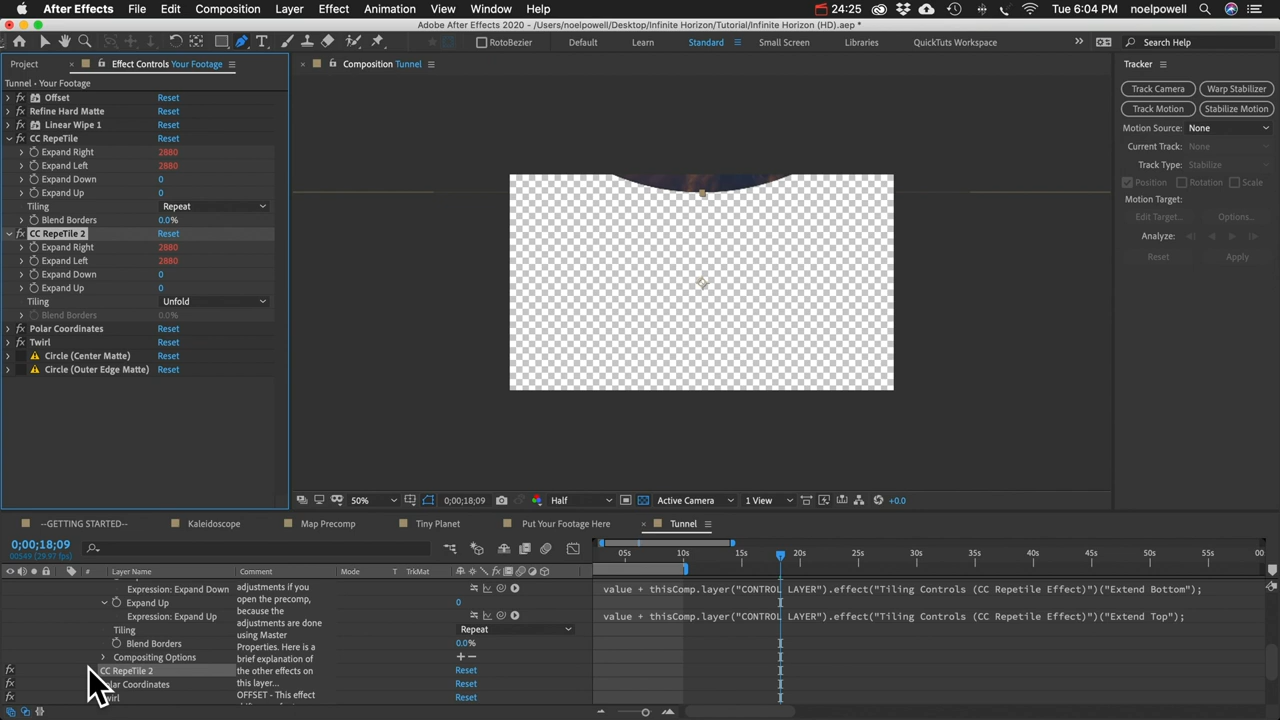 After Effects File Edit Composition Layer Effect Animation View Window Help 24:25 Tue 6:04 PM noelpowell
Adobe After Effects 2020 - /Users/noelpowell/Desktop/Infinite Horizon/Tutorial/Infinite Horizon (HD).aep *
RotoBezier Default Learn Standard Small Screen Libraries QuickTuts Workspace Search Help
Project Effect Controls Your Footage Composition Tunnel Tracker
Tunnel • Your Footage
Track Camera Warp Stabilizer
Offset Reset
Track Motion Stabilize Motion
Refine Hard Matte Reset
Linear Wipe 1 Reset
Motion Source: None
CC RepeTile Reset
Current Track: None
Expand Right 2880
Track Type: Stabilize
Expand Left 2880
Position Rotation Scale
Expand Down 0
Expand Up 0
Motion Target:
Tiling Repeat
Edit Target... Options...
Blend Borders 0.0%
CC RepeTile 2 Reset
Analyze:
Expand Right 2880
Reset Apply
Expand Left 2880
Expand Down 0
Expand Up 0
Tiling Unfold
Blend Borders 0.0%
Polar Coordinates Reset
Twirl Reset
Circle (Center Matte) Reset
Circle (Outer Edge Matte) Reset
50% 0;00;18;09 Half Active Camera 1 View +0.0
--GETTING STARTED-- Kaleidoscope Map Precomp Tiny Planet Put Your Footage Here Tunnel
0;00;18;09
00549 (29.97 fps)
05s 10s 15s 20s 25s 30s 35s 40s 45s 50s 55s 00
# Layer Name Comment Mode T TrkMat Parent
Expression: Expand Down value + thisComp.layer("CONTROL LAYER").effect("Tiling Controls (CC Repetile Effect)")("Extend Bottom");
Expand Up 0
Expression: Expand Up value + thisComp.layer("CONTROL LAYER").effect("Tiling Controls (CC Repetile Effect)")("Extend Top");
Tiling Repeat
Blend Borders 0.0%
Compositing Options + −
CC RepeTile 2 Reset
Polar Coordinates Reset
Twirl Reset
adjustments if you
open the precomp,
because the
adjustments are done
using Master
Properties. Here is a
brief explanation of
the other effects on
this layer...
OFFSET - This effect